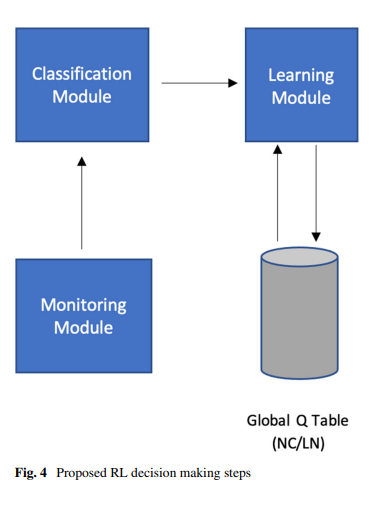 Classification
Module
Learning
Module
Monitoring
Module
Global Q Table
(NC/LN)
Fig. 4 Proposed RL decision making steps